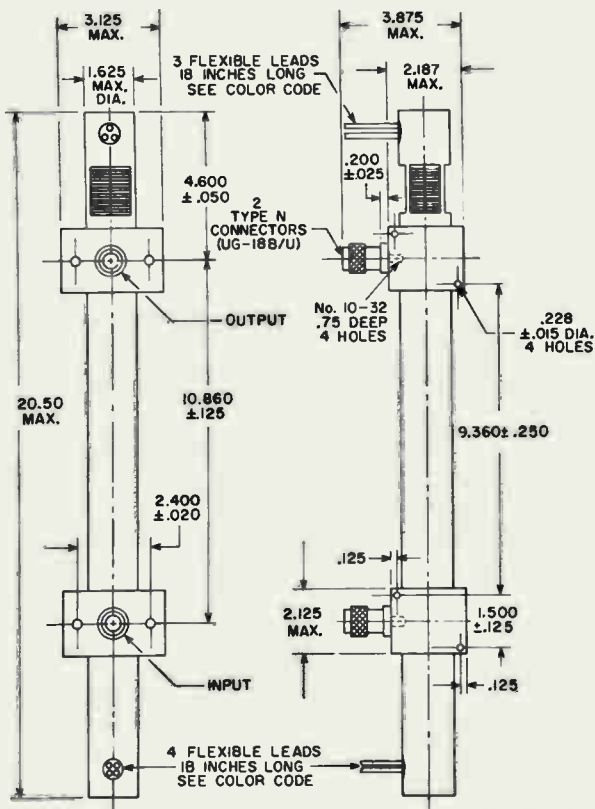 3.125
MAX.
3.875
MAX.
3 FLEXIBLE LEADS
18 INCHES LONG
SEE COLOR CODE
1.625
MAX.
DIA.
2.187
MAX.
.200
±.025
4.600
±.050
2
TYPE N
CONNECTORS
(UG-18B/U)
OUTPUT
No. 10-32
.75 DEEP
4 HOLES
.228
±.015 DIA.
4 HOLES
20.50
MAX.
10.860
±.125
9.360±.250
2.400
±.020
.125
2.125
MAX.
1.500
±.125
INPUT
.125
4 FLEXIBLE LEADS
18 INCHES LONG
SEE COLOR CODE